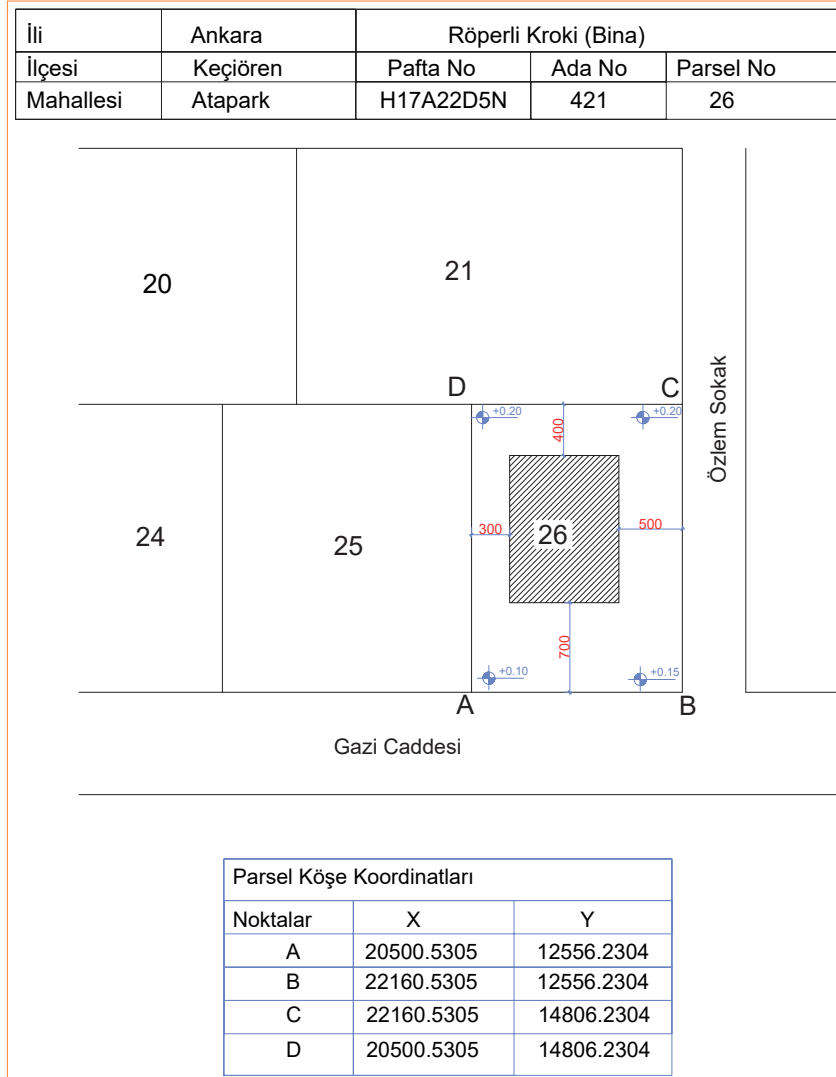 İli Ankara Röperli Kroki (Bina)
İlçesi Keçiören Pafta No Ada No Parsel No
Mahallesi Atapark H17A22D5N 421 26
20
21
D
C
+0.20
+0.20
400
Özlem Sokak
24
25
300
26
500
700
+0.10
+0.15
A
B
Gazi Caddesi
Parsel Köşe Koordinatları
Noktalar X Y
A 20500.5305 12556.2304
B 22160.5305 12556.2304
C 22160.5305 14806.2304
D 20500.5305 14806.2304